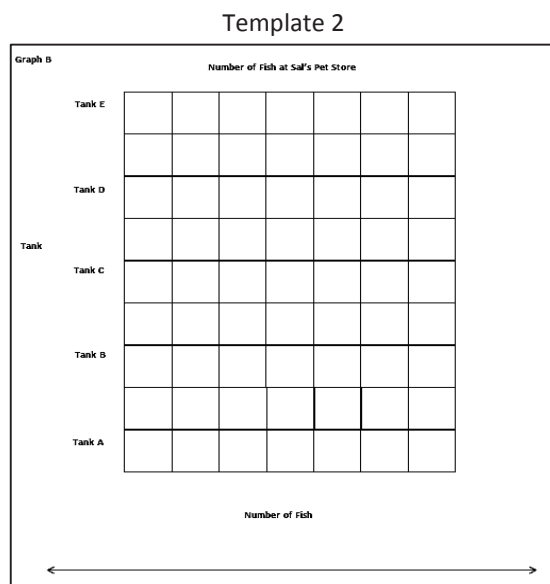 Template 2
Graph B
Number of Fish at Sal's Pet Store
Tank E
Tank D
Tank
Tank C
Tank B
Tank A
Number of Fish